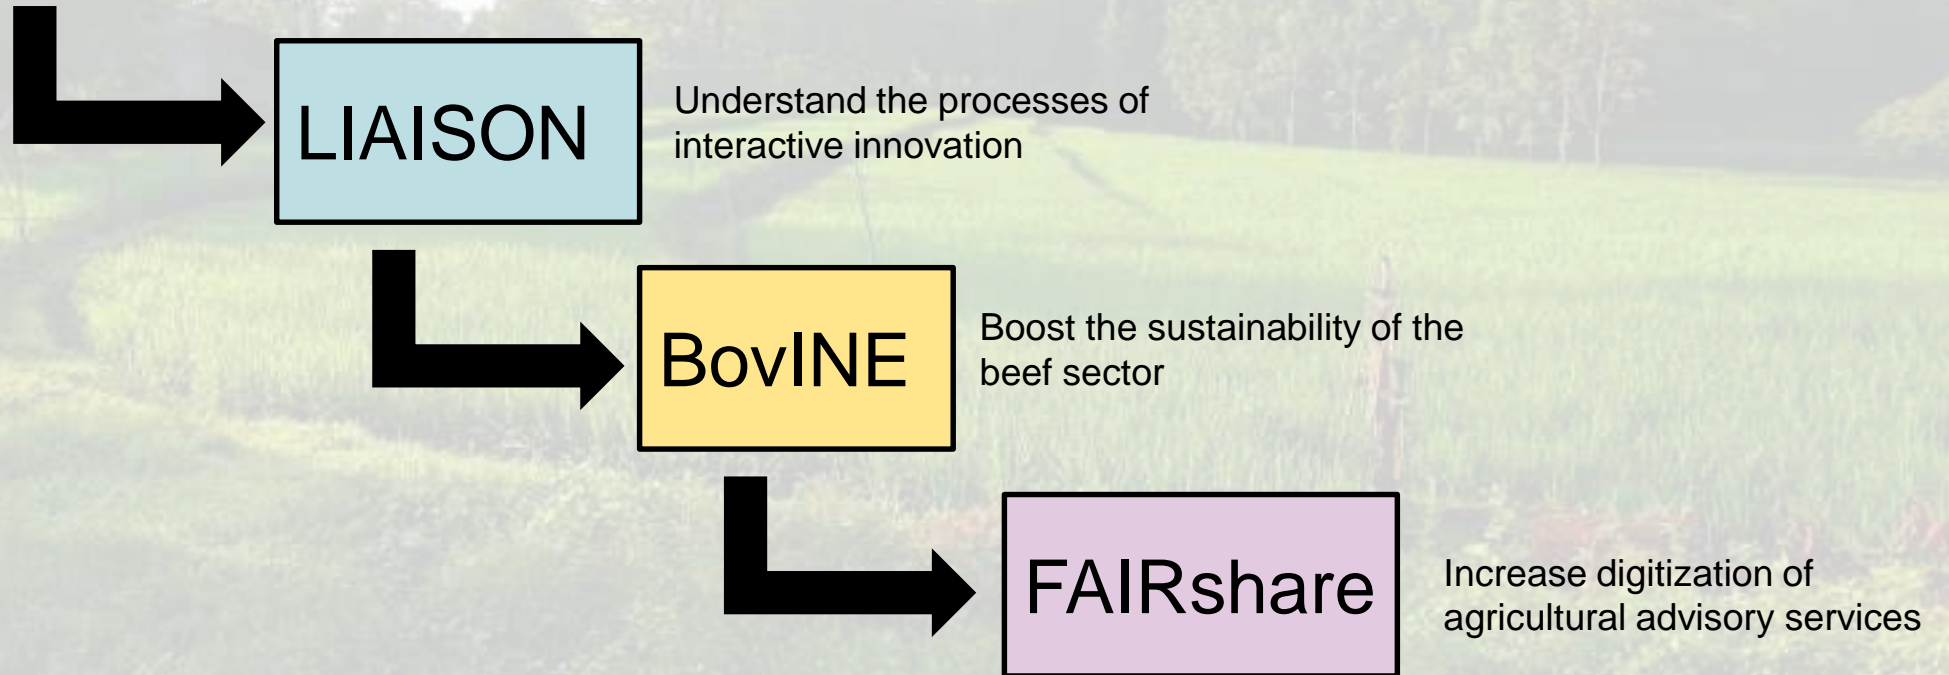 LIAISON
Understand the processes of
interactive innovation
BovINE
Boost the sustainability of the
beef sector
FAIRshare
Increase digitization of
agricultural advisory services